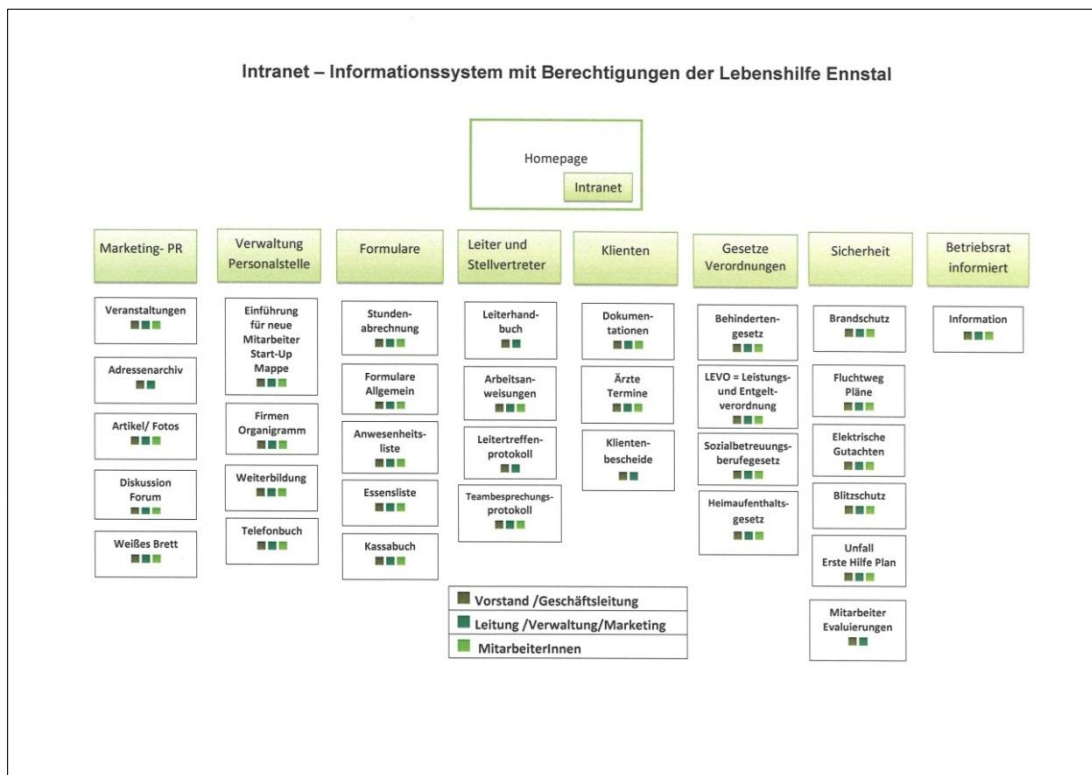 Intranet – Informationssystem mit Berechtigungen der Lebenshilfe Ennstal
Homepage
Intranet
Marketing- PR
Veranstaltungen
Adressenarchiv
Artikel/ Fotos
Diskussion
Forum
Weißes Brett
Verwaltung
Personalstelle
Einführung
für neue
Mitarbeiter
Start-Up
Mappe
Firmen
Organigramm
Weiterbildung
Telefonbuch
Formulare
Stunden-
abrechnung
Formulare
Allgemein
Anwesenheits-
liste
Essensliste
Kassabuch
Leiter und
Stellvertreter
Leiterhand-
buch
Arbeitsan-
weisungen
Leitertreffen-
protokoll
Teambesprechungs-
protokoll
Klienten
Dokumen-
tationen
Ärzte
Termine
Klienten-
bescheide
Gesetze
Verordnungen
Behinderten-
gesetz
LEVO = Leistungs-
und Entgelt-
verordnung
Sozialbetreuungs-
berufegesetz
Heimaufenthalts-
gesetz
Sicherheit
Brandschutz
Fluchtweg
Pläne
Elektrische
Gutachten
Blitzschutz
Unfall
Erste Hilfe Plan
Mitarbeiter
Evaluierungen
Betriebsrat
informiert
Information
Vorstand /Geschäftsleitung
Leitung /Verwaltung/Marketing
MitarbeiterInnen